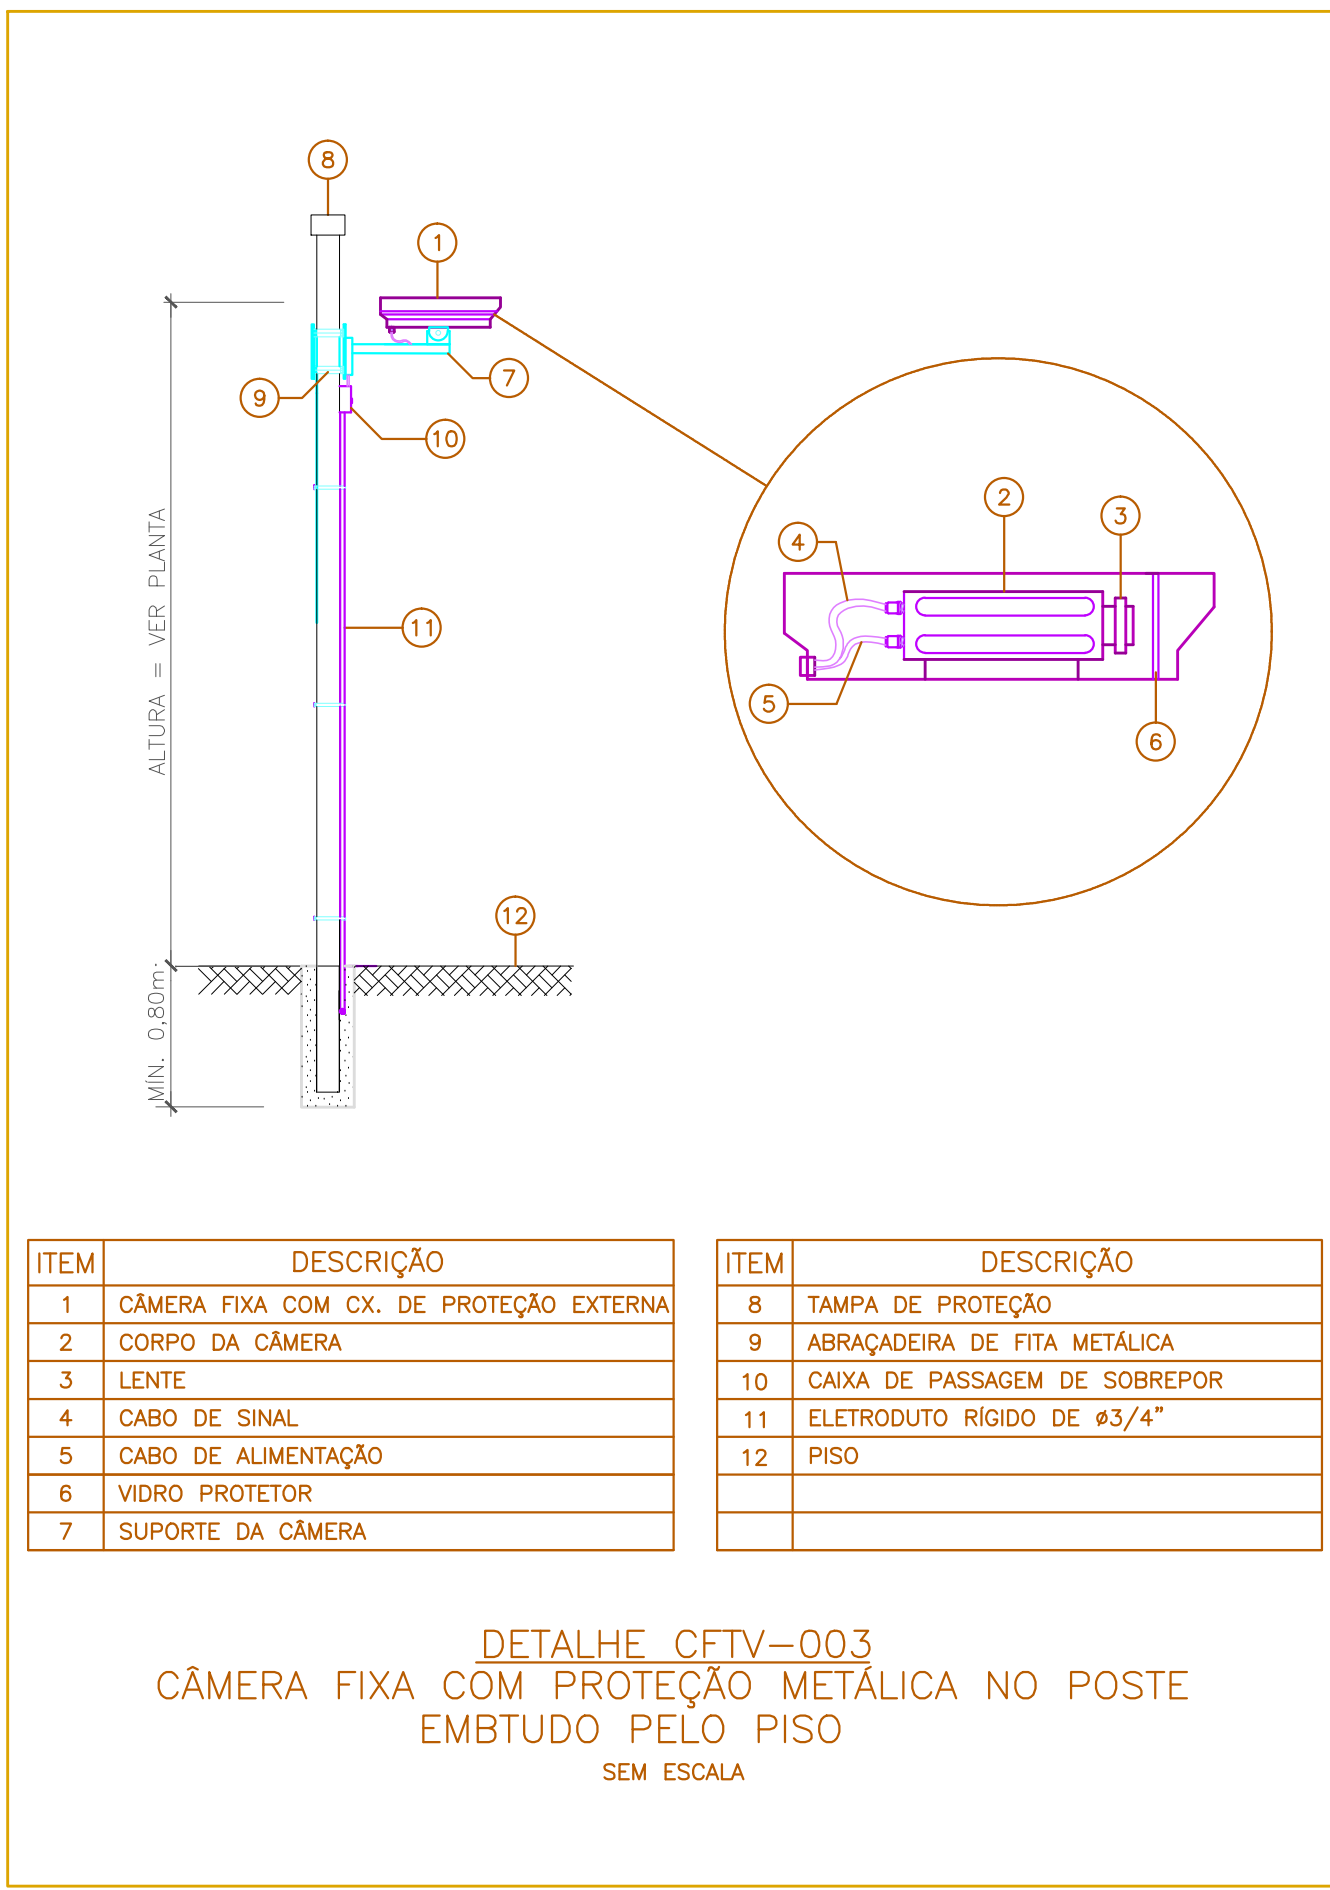 8
1
7
9
10
ALTURA = VER PLANTA
11
12
MÍN. 0,80m
2
3
4
5
6
ITEM DESCRIÇÃO
1 CÂMERA FIXA COM CX. DE PROTEÇÃO EXTERNA
2 CORPO DA CÂMERA
3 LENTE
4 CABO DE SINAL
5 CABO DE ALIMENTAÇÃO
6 VIDRO PROTETOR
7 SUPORTE DA CÂMERA
ITEM DESCRIÇÃO
8 TAMPA DE PROTEÇÃO
9 ABRAÇADEIRA DE FITA METÁLICA
10 CAIXA DE PASSAGEM DE SOBREPOR
11 ELETRODUTO RÍGIDO DE ø3/4"
12 PISO
DETALHE CFTV-003
CÂMERA FIXA COM PROTEÇÃO METÁLICA NO POSTE
EMBTUDO PELO PISO
SEM ESCALA